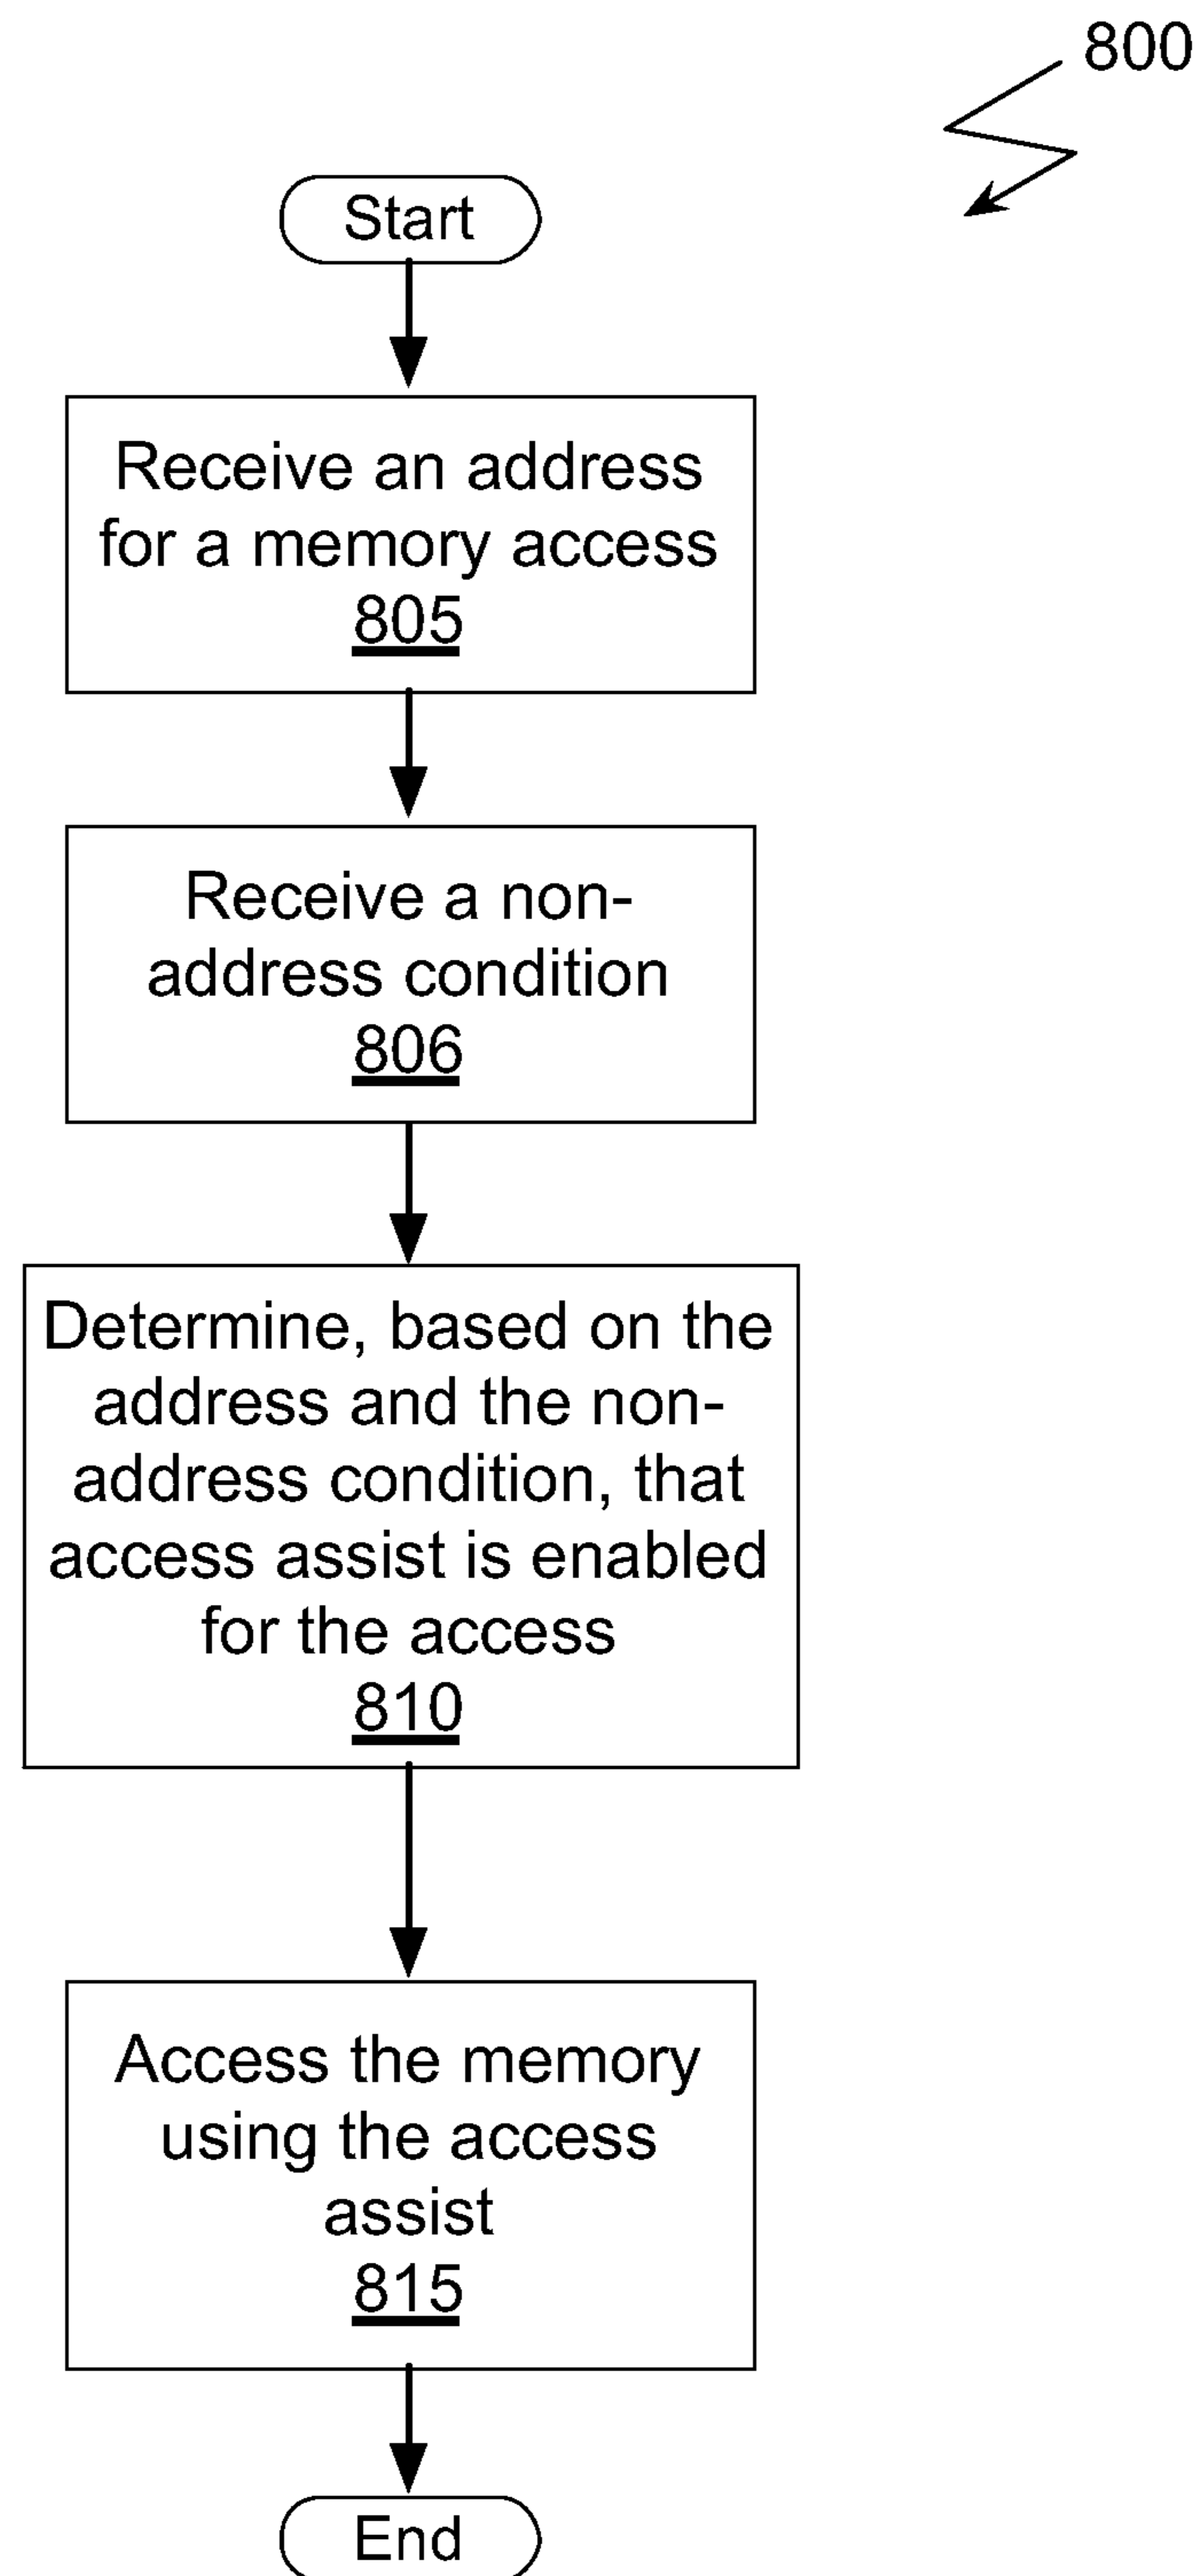 800
Start
Receive an address
for a memory access
805
Receive a non-
address condition
806
Determine, based on the
address and the non-
address condition, that
access assist is enabled
for the access
810
Access the memory
using the access
assist
815
End